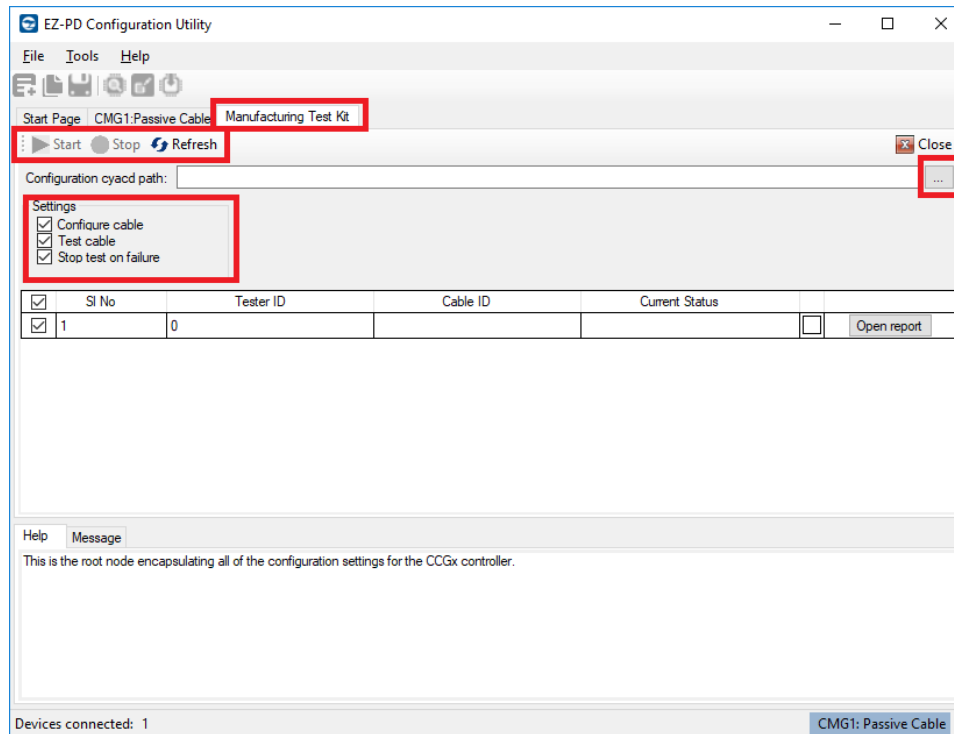 EZ-PD Configuration Utility
File Tools Help
Start Page CMG1:Passive Cable Manufacturing Test Kit
Start Stop Refresh Close
Configuration cyacd path: ...
Settings
Configure cable
Test cable
Stop test on failure
Sl No Tester ID Cable ID Current Status
1 0 Open report
Help Message
This is the root node encapsulating all of the configuration settings for the CCGx controller.
Devices connected: 1 CMG1: Passive Cable